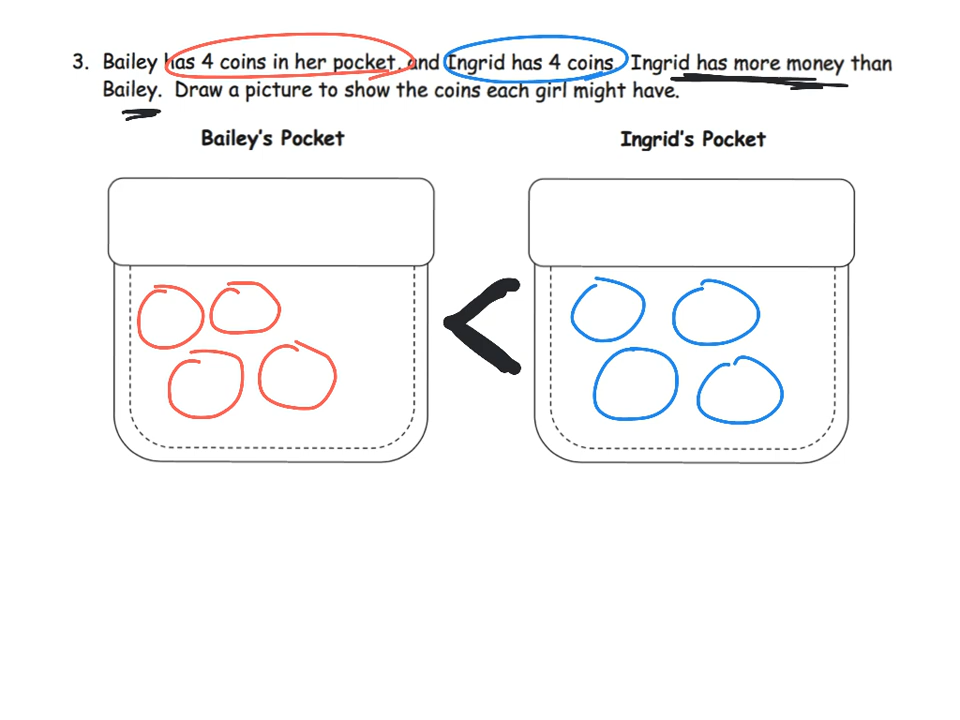 3. Bailey has 4 coins in her pocket, and Ingrid has 4 coins. Ingrid has more money than
Bailey. Draw a picture to show the coins each girl might have.
Bailey's Pocket
Ingrid's Pocket
<